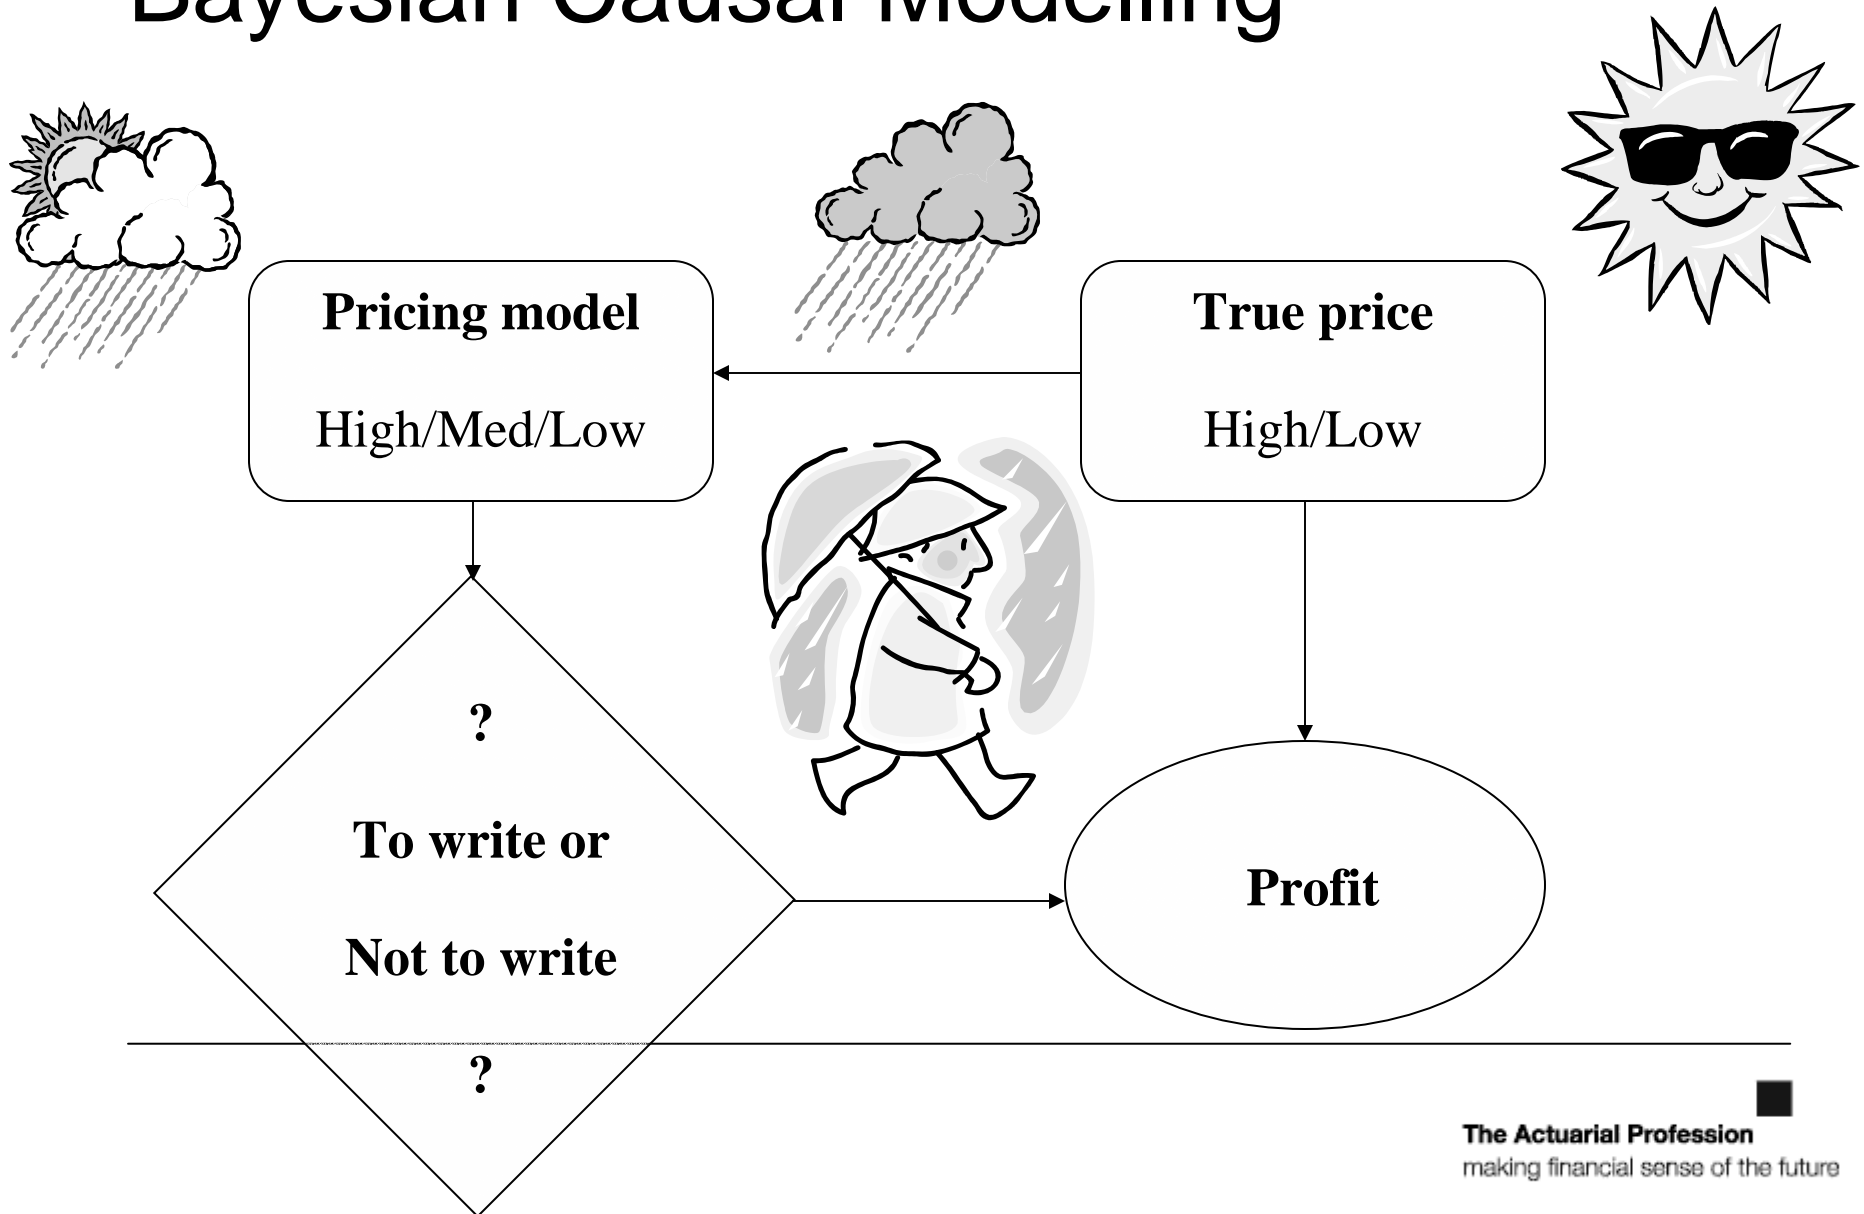 Bayesian Causal Modelling
Pricing model
High/Med/Low
True price
High/Low
?
To write or
Not to write
?
Profit
The Actuarial Profession
making financial sense of the future